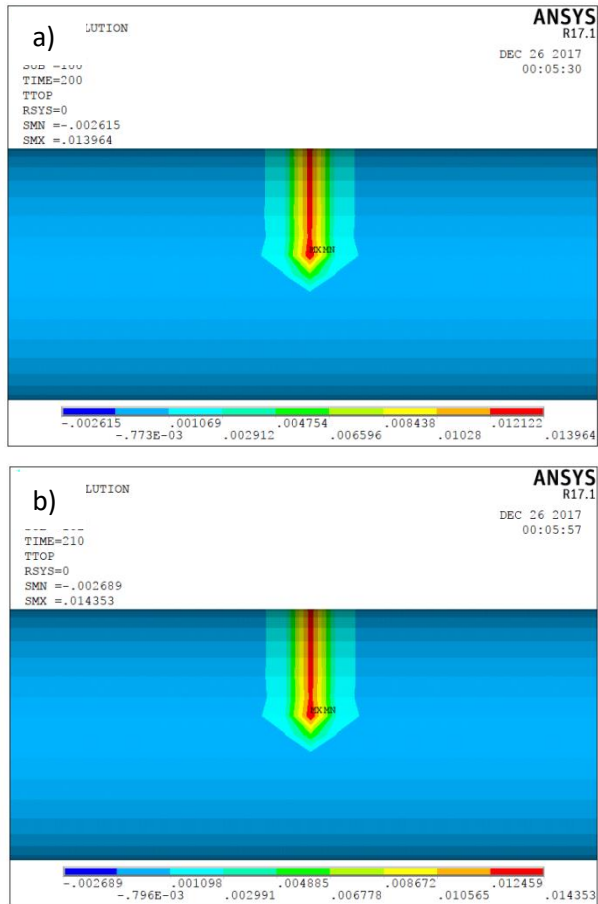 a)
LUTION
ANSYS
R17.1
DEC 26 2017
00:05:30
TIME=200
TTOP
RSYS=0
SMN =-.002615
SMX =.013964
MXMN
-.002615 .001069 .004754 .008438 .012122
-.773E-03 .002912 .006596 .01028 .013964
b)
LUTION
ANSYS
R17.1
DEC 26 2017
00:05:57
TIME=210
TTOP
RSYS=0
SMN =-.002689
SMX =.014353
MXMN
-.002689 .001098 .004885 .008672 .012459
-.796E-03 .002991 .006778 .010565 .014353